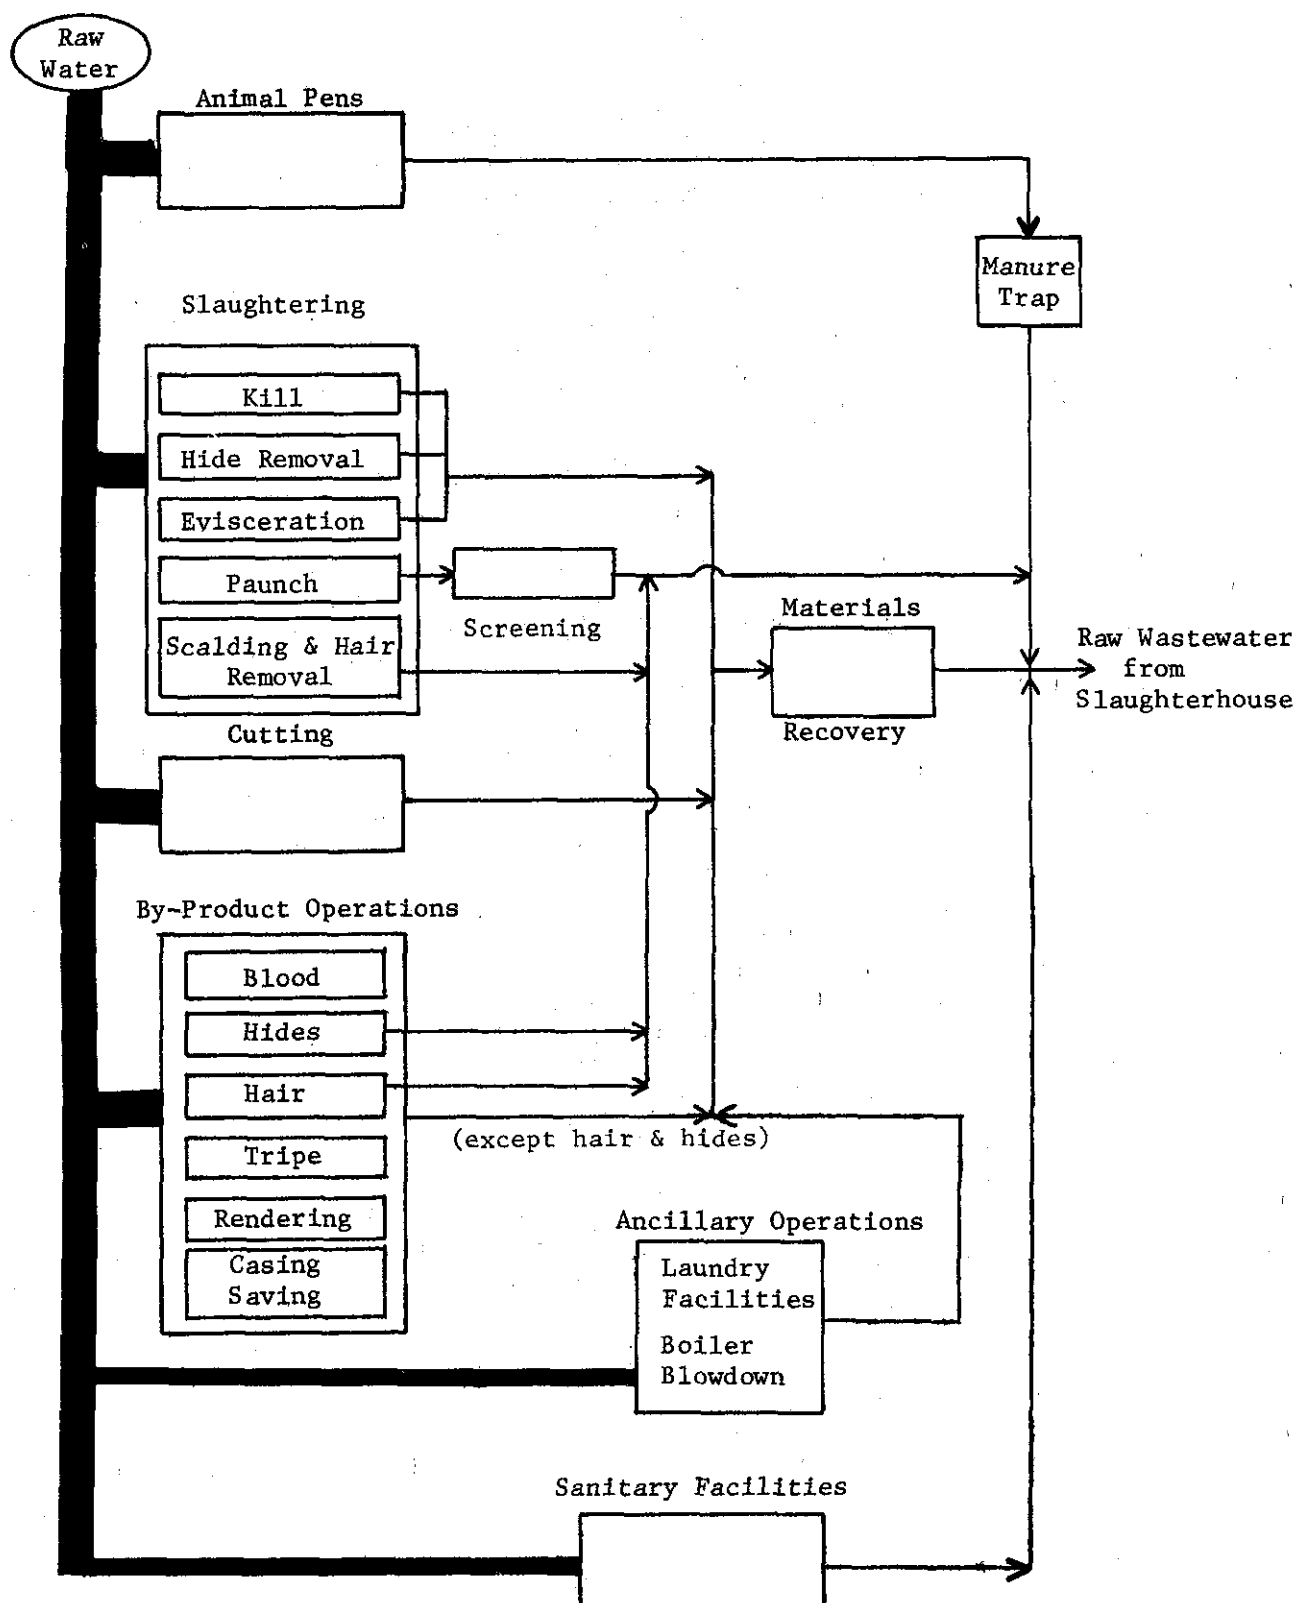 Raw
Water
Animal Pens
Manure
Trap
Slaughtering
Kill
Hide Removal
Evisceration
Paunch
Screening
Scalding & Hair
Removal
Materials
Recovery
Raw Wastewater
from
Slaughterhouse
Cutting
By-Product Operations
Blood
Hides
Hair
(except hair & hides)
Tripe
Rendering
Casing
Saving
Ancillary Operations
Laundry
Facilities
Boiler
Blowdown
Sanitary Facilities